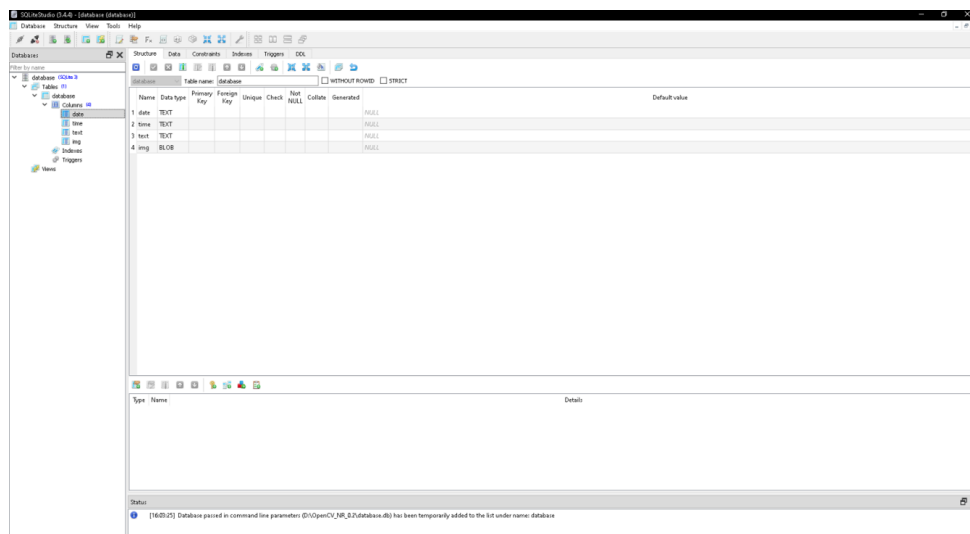 SQLiteStudio (3.4.4) - [database (database)]
Database Structure View Tools Help
Databases
Filter by name
database (SQLite 3)
Tables (1)
database
Columns (4)
date
time
text
img
Indexes
Triggers
Views
Structure Data Constraints Indexes Triggers DDL
database Table name: database WITHOUT ROWID STRICT
Name Data type Primary Key Foreign Key Unique Check Not NULL Collate Generated Default value
1 date TEXT NULL
2 time TEXT NULL
3 text TEXT NULL
4 img BLOB NULL
Type Name Details
Status
[16:03:25] Database passed in command line parameters (D:\OpenCV_NR_0.2\database.db) has been temporarily added to the list under name: database